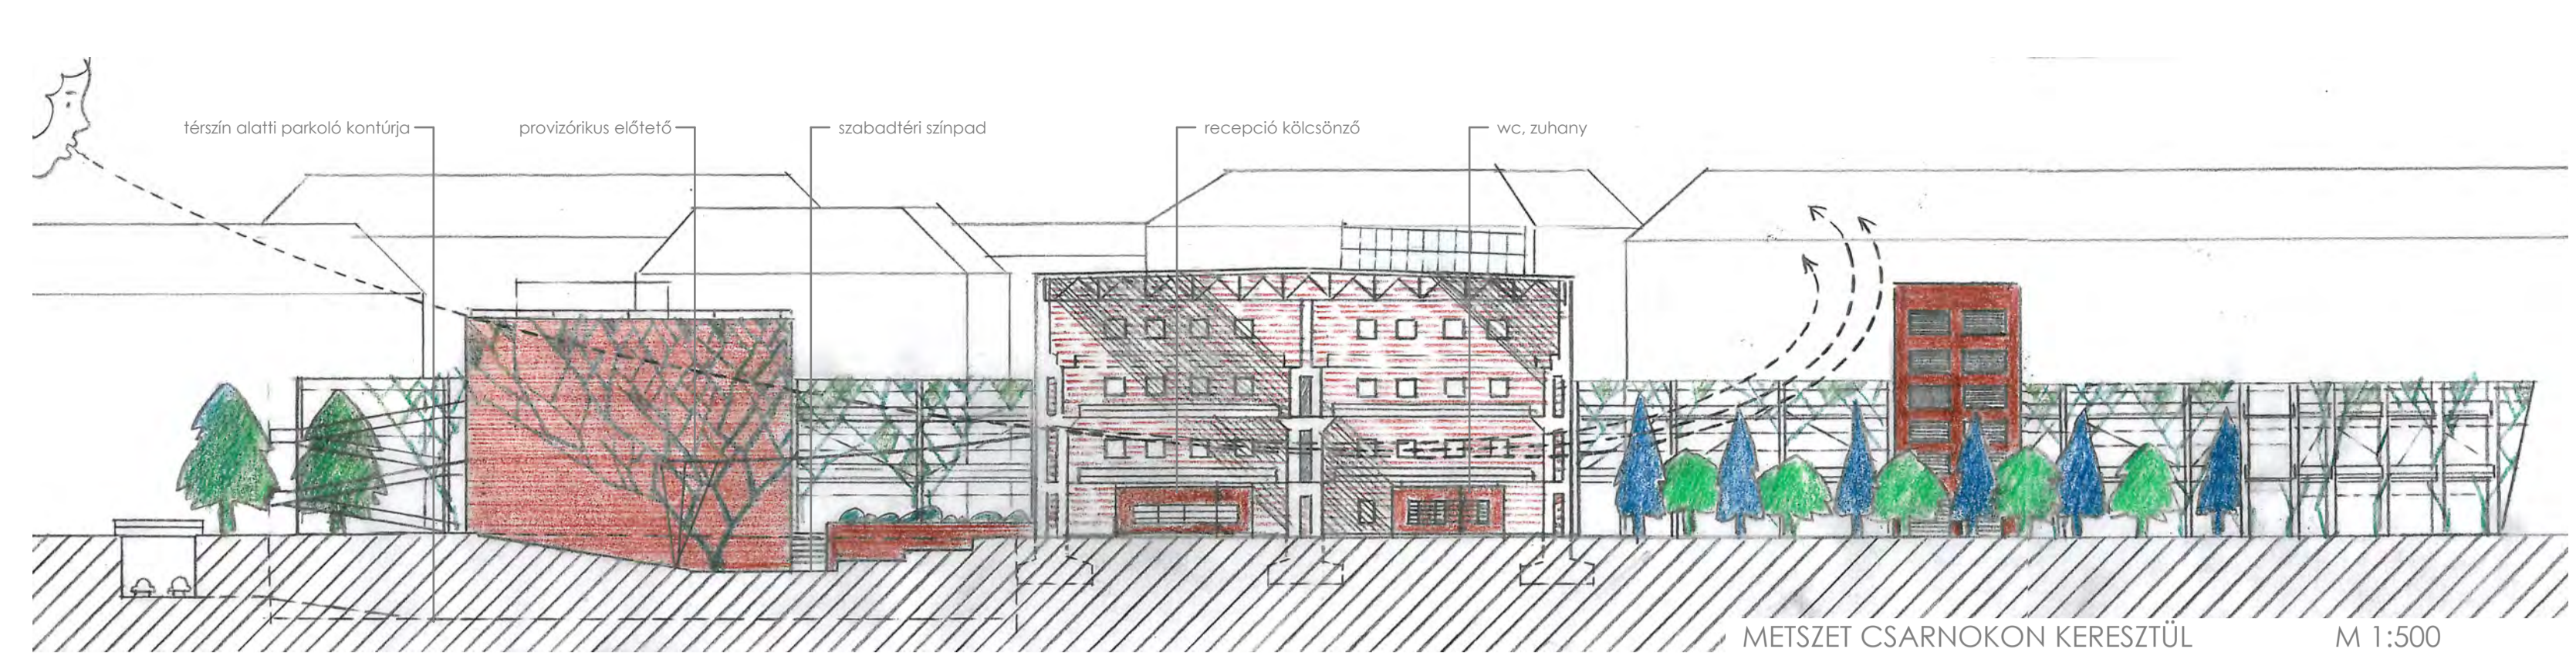 térszín alatti parkoló kontúrja
provizórikus előtető
szabadtéri színpad
recepció kölcsönző
wc, zuhany
METSZET CSARNOKON KERESZTÜL
M 1:500